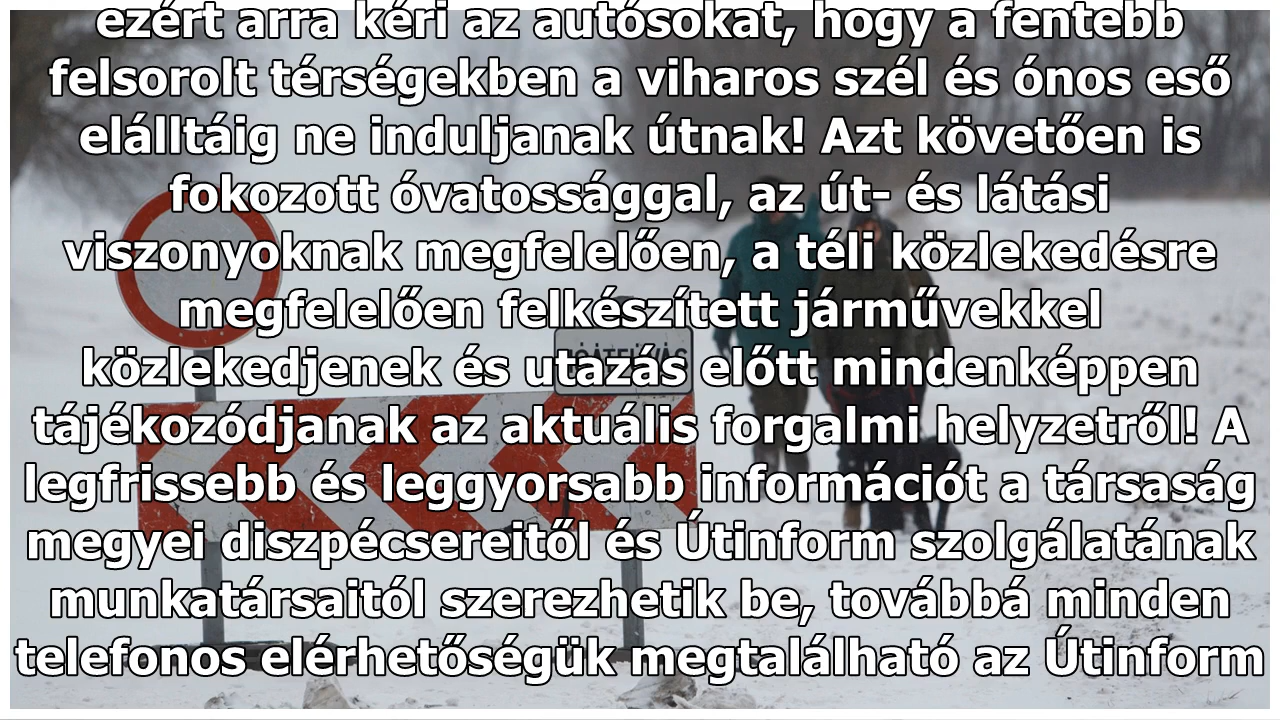 ezért arra kéri az autósokat, hogy a fentebb
felsorolt térségekben a viharos szél és ónos eső
elálltáig ne induljanak útnak! Azt követően is
fokozott óvatossággal, az út- és látási
viszonyoknak megfelelően, a téli közlekedésre
megfelelően felkészített járművekkel
közlekedjenek és utazás előtt mindenképpen
tájékozódjanak az aktuális forgalmi helyzetről! A
legfrissebb és leggyorsabb információt a társaság
megyei diszpécsereitől és Útinform szolgálatának
munkatársaitól szerezhetik be, továbbá minden
telefonos elérhetőségük megtalálható az Útinform